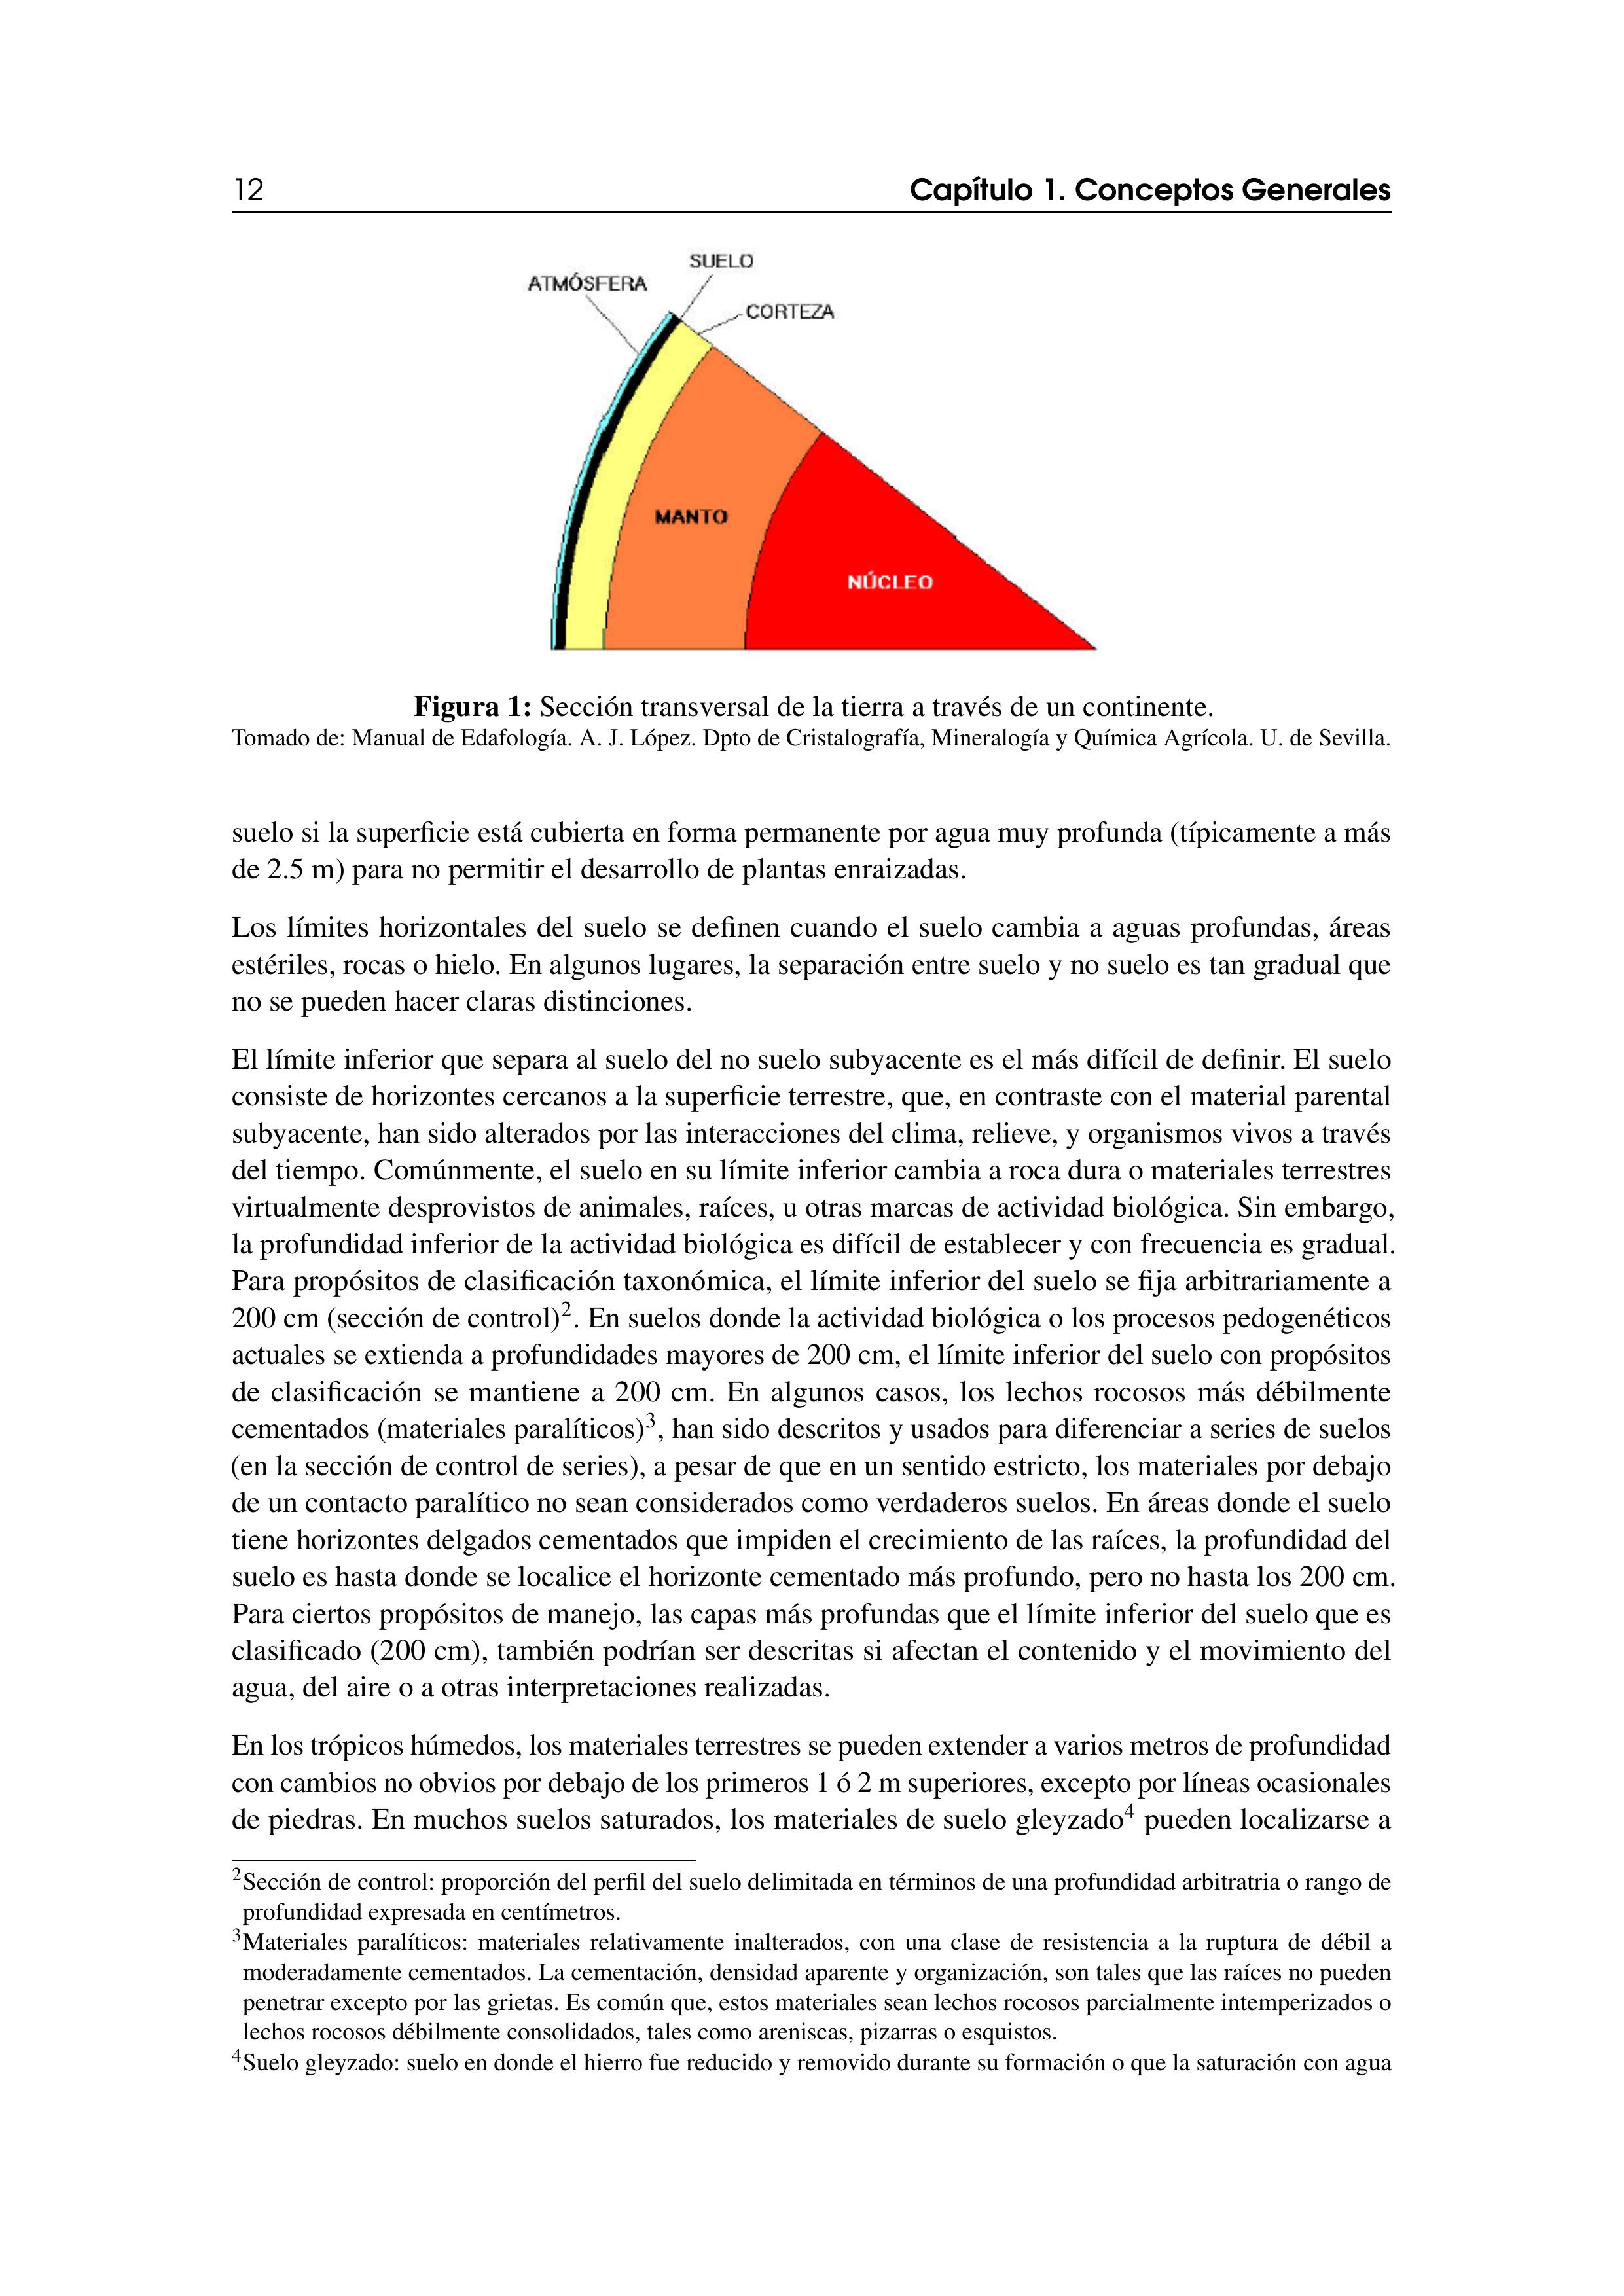 12
Capítulo 1. Conceptos Generales
SUELO
ATMÓSFERA
CORTEZA
MANTO
NÚCLEO
Figura 1: Sección transversal de la tierra a través de un continente.
Tomado de: Manual de Edafología. A. J. López. Dpto de Cristalografía, Mineralogía y Química Agrícola. U. de Sevilla.
suelo si la superficie está cubierta en forma permanente por agua muy profunda (típicamente a más
de 2.5 m) para no permitir el desarrollo de plantas enraizadas.
Los límites horizontales del suelo se definen cuando el suelo cambia a aguas profundas, áreas
estériles, rocas o hielo. En algunos lugares, la separación entre suelo y no suelo es tan gradual que
no se pueden hacer claras distinciones.
El límite inferior que separa al suelo del no suelo subyacente es el más difícil de definir. El suelo
consiste de horizontes cercanos a la superficie terrestre, que, en contraste con el material parental
subyacente, han sido alterados por las interacciones del clima, relieve, y organismos vivos a través
del tiempo. Comúnmente, el suelo en su límite inferior cambia a roca dura o materiales terrestres
virtualmente desprovistos de animales, raíces, u otras marcas de actividad biológica. Sin embargo,
la profundidad inferior de la actividad biológica es difícil de establecer y con frecuencia es gradual.
Para propósitos de clasificación taxonómica, el límite inferior del suelo se fija arbitrariamente a
200 cm (sección de control)2. En suelos donde la actividad biológica o los procesos pedogenéticos
actuales se extienda a profundidades mayores de 200 cm, el límite inferior del suelo con propósitos
de clasificación se mantiene a 200 cm. En algunos casos, los lechos rocosos más débilmente
cementados (materiales paralíticos)3, han sido descritos y usados para diferenciar a series de suelos
(en la sección de control de series), a pesar de que en un sentido estricto, los materiales por debajo
de un contacto paralítico no sean considerados como verdaderos suelos. En áreas donde el suelo
tiene horizontes delgados cementados que impiden el crecimiento de las raíces, la profundidad del
suelo es hasta donde se localice el horizonte cementado más profundo, pero no hasta los 200 cm.
Para ciertos propósitos de manejo, las capas más profundas que el límite inferior del suelo que es
clasificado (200 cm), también podrían ser descritas si afectan el contenido y el movimiento del
agua, del aire o a otras interpretaciones realizadas.
En los trópicos húmedos, los materiales terrestres se pueden extender a varios metros de profundidad
con cambios no obvios por debajo de los primeros 1 ó 2 m superiores, excepto por líneas ocasionales
de piedras. En muchos suelos saturados, los materiales de suelo gleyzado4 pueden localizarse a
2Sección de control: proporción del perfil del suelo delimitada en términos de una profundidad arbitratria o rango de
profundidad expresada en centímetros.
3Materiales paralíticos: materiales relativamente inalterados, con una clase de resistencia a la ruptura de débil a
moderadamente cementados. La cementación, densidad aparente y organización, son tales que las raíces no pueden
penetrar excepto por las grietas. Es común que, estos materiales sean lechos rocosos parcialmente intemperizados o
lechos rocosos débilmente consolidados, tales como areniscas, pizarras o esquistos.
4Suelo gleyzado: suelo en donde el hierro fue reducido y removido durante su formación o que la saturación con agua